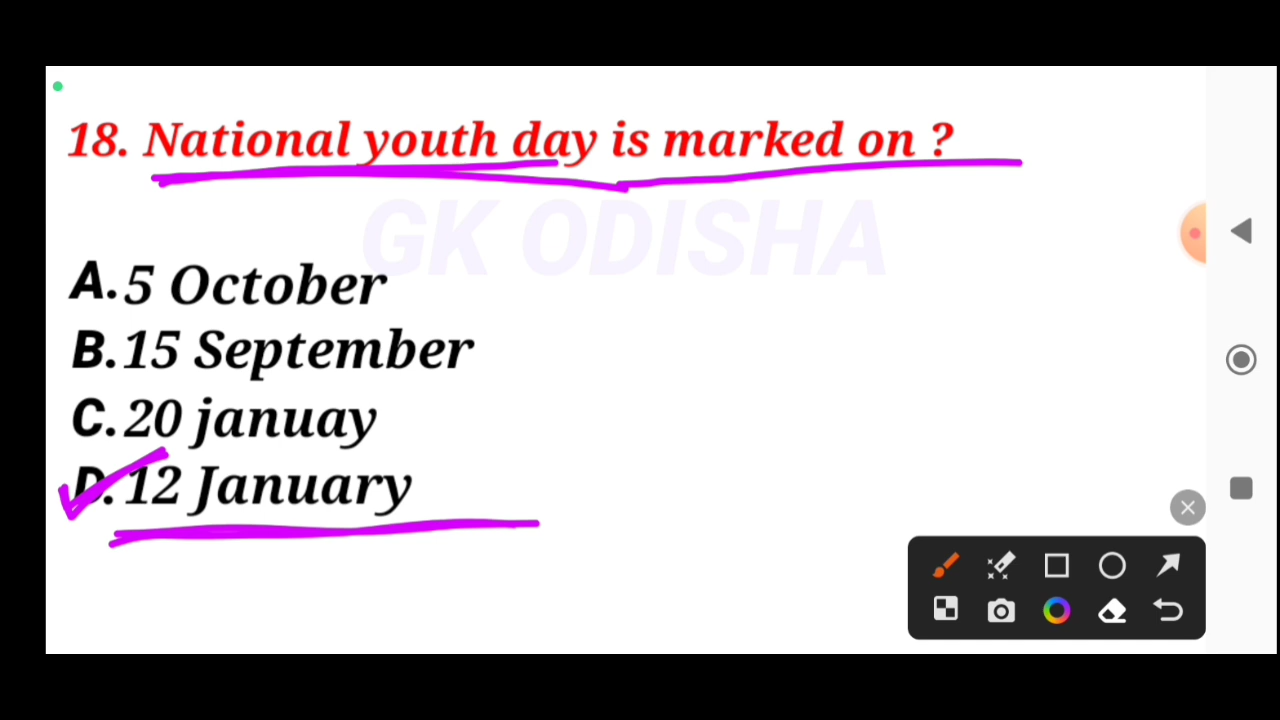 18. National youth day is marked on ?
GK ODISHA
A. 5 October
B. 15 September
C. 20 januay
D. 12 January